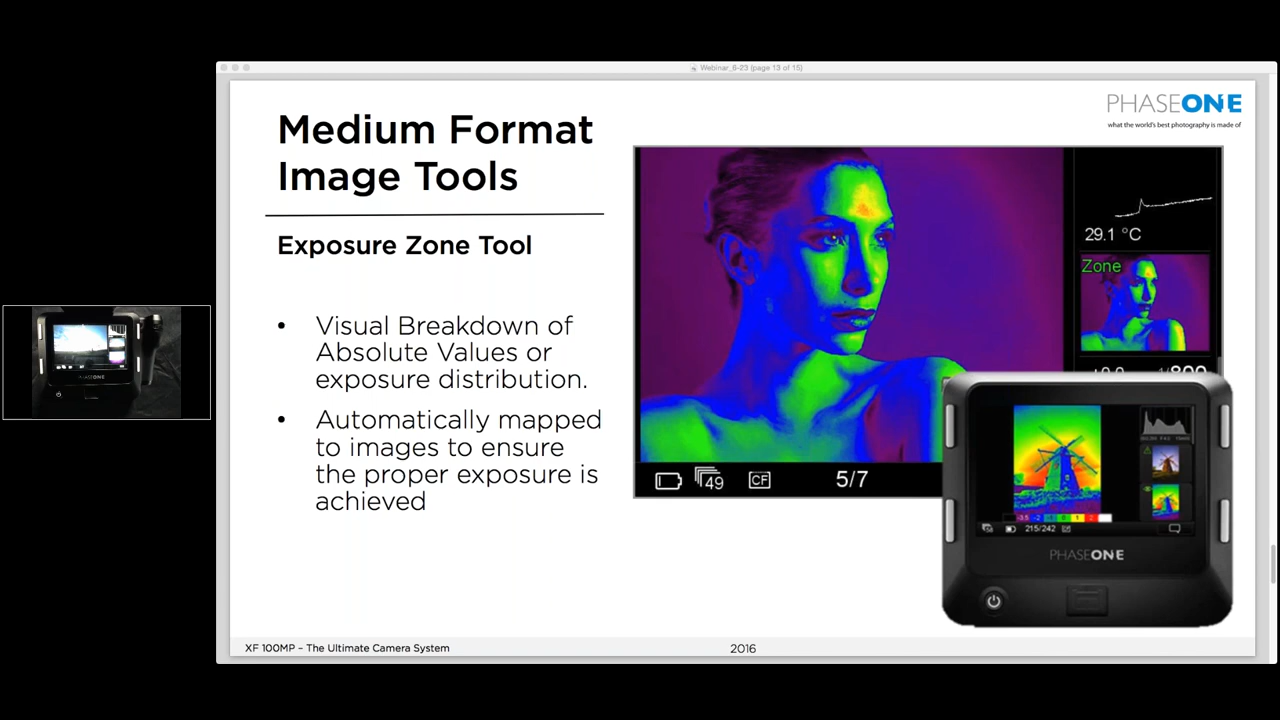 Webinar_6-23 (page 13 of 15)
PHASEONE
what the world's best photography is made of
Medium Format
Image Tools
Exposure Zone Tool
• Visual Breakdown of
Absolute Values or
exposure distribution.
• Automatically mapped
to images to ensure
the proper exposure is
achieved
29.1 °C
Zone
49
CF
5/7
215/242
PHASEONE
PHASEONE
XF 100MP – The Ultimate Camera System
2016